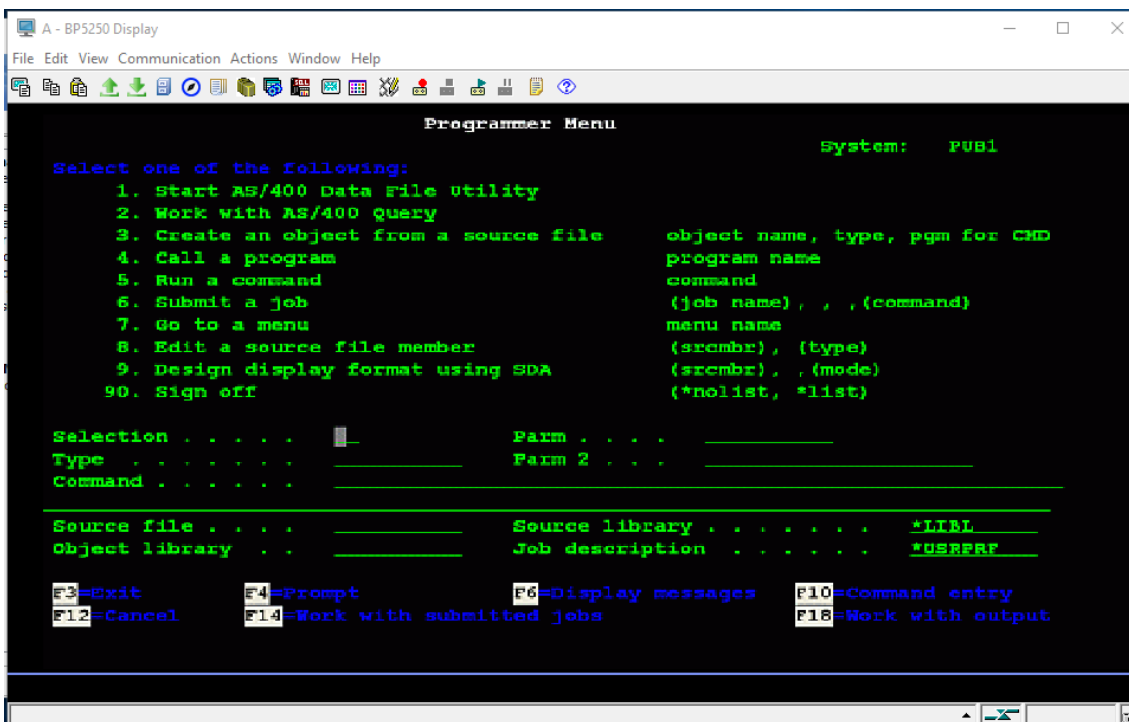 A - BP5250 Display
File Edit View Communication Actions Window Help
Programmer Menu
System: PUB1
Select one of the following:
1. Start AS/400 Data File Utility
2. Work with AS/400 Query
3. Create an object from a source file object name, type, pgm for CMD
4. Call a program program name
5. Run a command command
6. Submit a job (job name), , ,(command)
7. Go to a menu menu name
8. Edit a source file member (srcmbr), (type)
9. Design display format using SDA (srcmbr), ,(mode)
90. Sign off (*nolist, *list)
Selection . . . . . Parm . . . .
Type . . . . . . . Parm 2 . . .
Command . . . . . .
Source file . . . . Source library . . . . . . . *LIBL
Object library . . Job description . . . . . . *USRPRF
F3=Exit F4=Prompt F6=Display messages F10=Command entry
F12=Cancel F14=Work with submitted jobs F18=Work with output